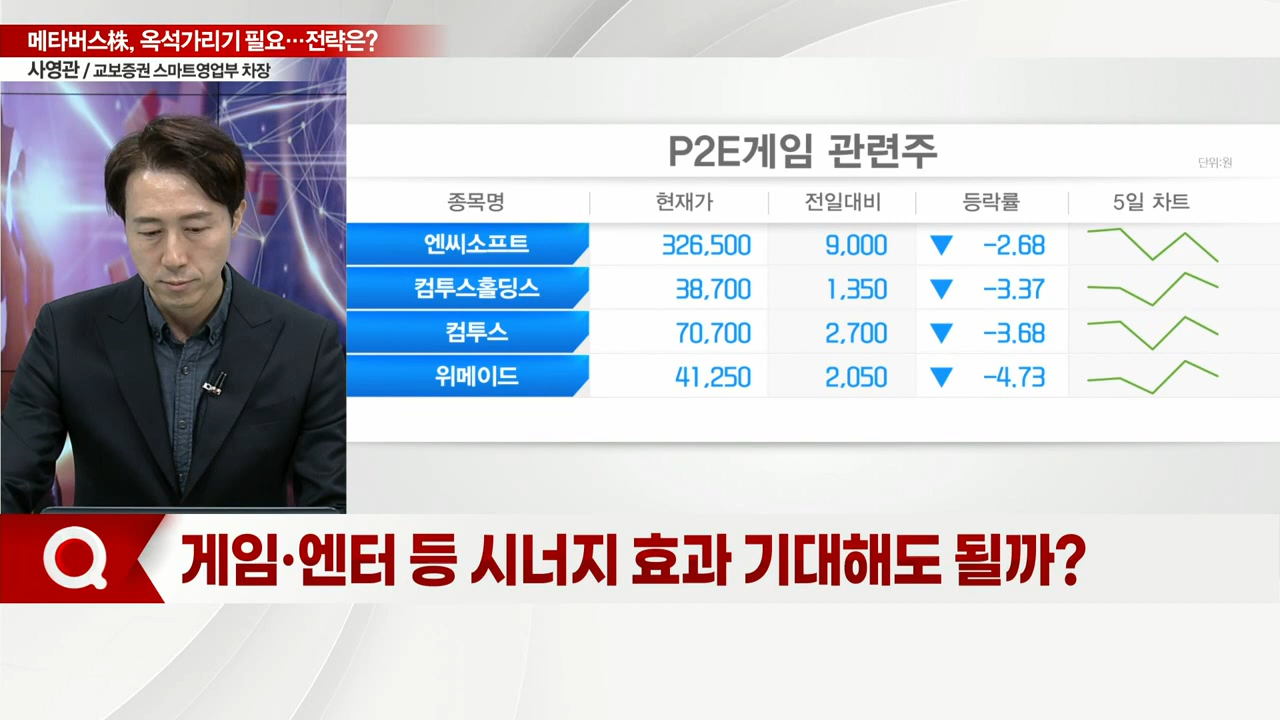 메타버스株, 옥석가리기 필요…전략은?
사영관 / 교보증권 스마트영업부 차장
P2E게임 관련주
단위:원
종목명 현재가 전일대비 등락률 5일 차트
엔씨소프트 326,500 9,000 ▼ -2.68
컴투스홀딩스 38,700 1,350 ▼ -3.37
컴투스 70,700 2,700 ▼ -3.68
위메이드 41,250 2,050 ▼ -4.73
Q 게임·엔터 등 시너지 효과 기대해도 될까?